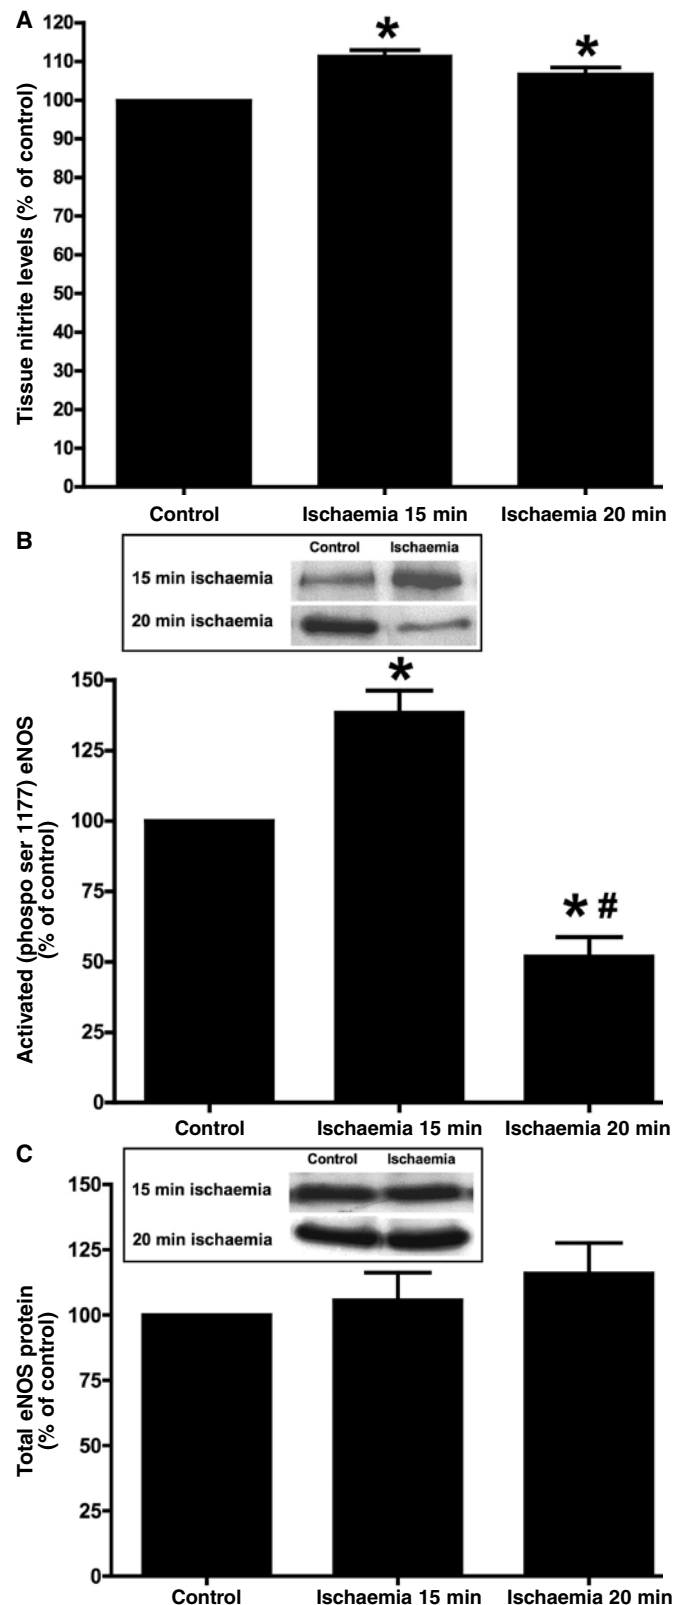 A
Tissue nitrite levels (% of control)
120
110
100
90
80
70
60
50
40
30
20
10
0
*
*
Control
Ischaemia 15 min
Ischaemia 20 min
B
Control
Ischaemia
15 min ischaemia
20 min ischaemia
Activated (phospo ser 1177) eNOS
(% of control)
150
125
100
75
50
25
0
*
* #
Control
Ischaemia 15 min
Ischaemia 20 min
C
Control
Ischaemia
15 min ischaemia
20 min ischaemia
Total eNOS protein
(% of control)
150
125
100
75
50
25
0
Control
Ischaemia 15 min
Ischaemia 20 min